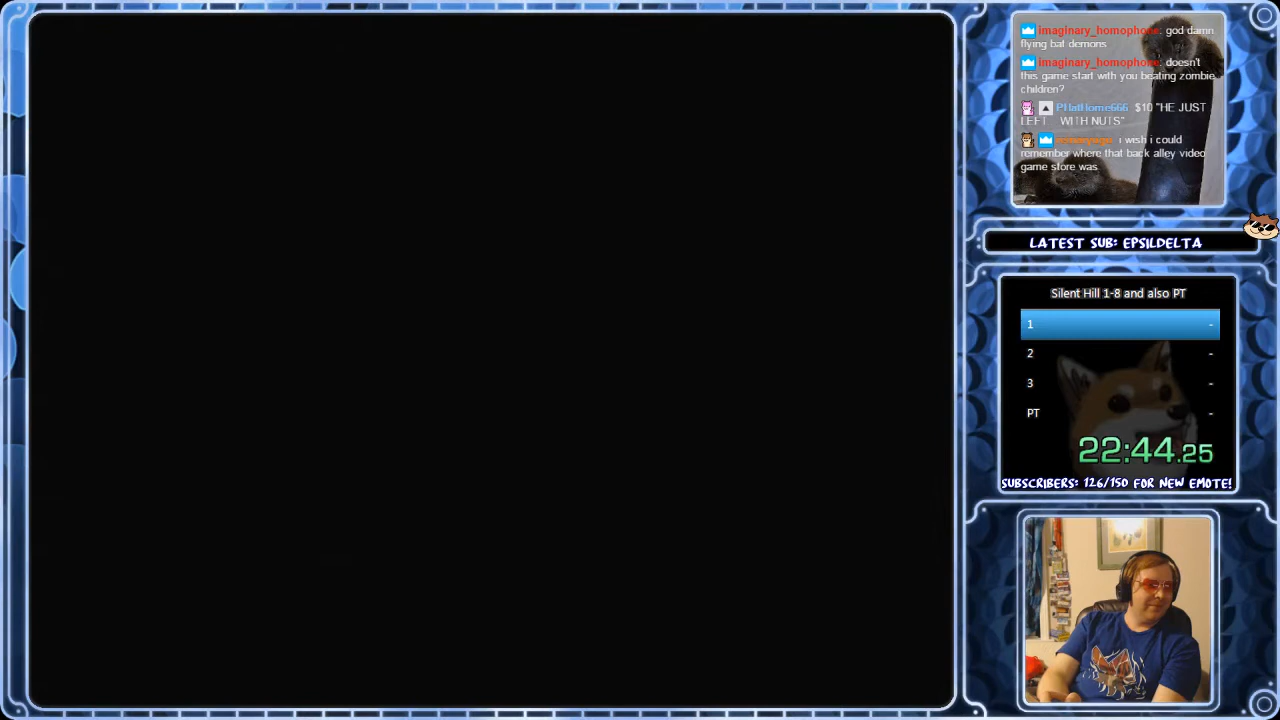 imaginary_homophone: god damn
flying bat demons
imaginary_homophone: doesn't
this game start with you beating zombie
children?
PHatHome666 $10 "HE JUST
LEFT WITH NUTS"
i wish i could
remember where that back alley video
game store was
LATEST SUB: EPSILDELTA
Silent Hill 1-8 and also PT
1 -
2 -
3 -
PT -
22:44.25
SUBSCRIBERS: 126/150 FOR NEW EMOTE!